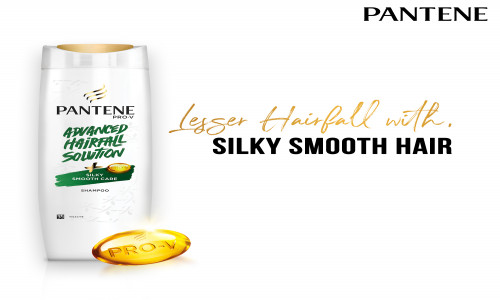 PANTENE
Lesser Hairfall with.
SILKY SMOOTH HAIR
PANTENE
PRO-V
ADVANCED
HAIRFALL
SOLUTION
SILKY
SMOOTH CARE
SHAMPOO
PRO-V